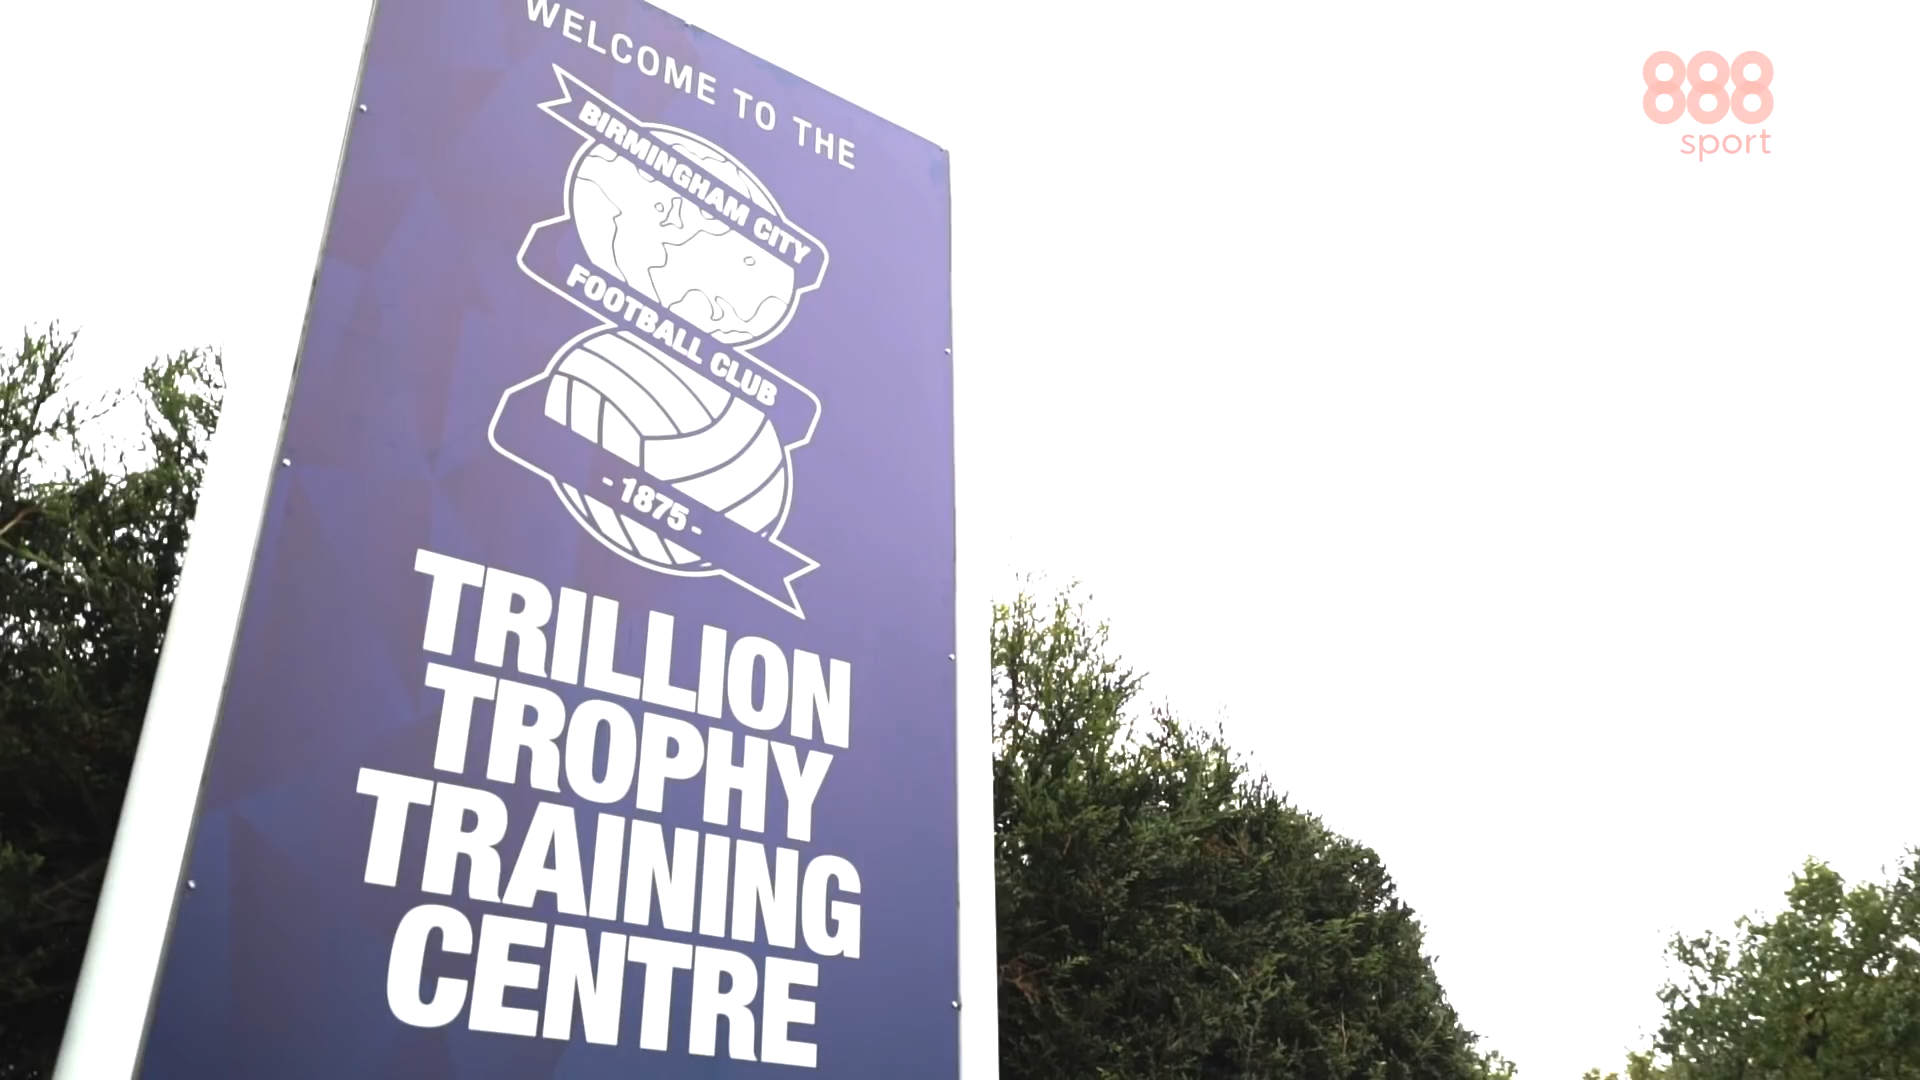 WELCOME TO THE
BIRMINGHAM CITY
FOOTBALL CLUB
- 1875 -
TRILLION
TROPHY
TRAINING
CENTRE
888
sport